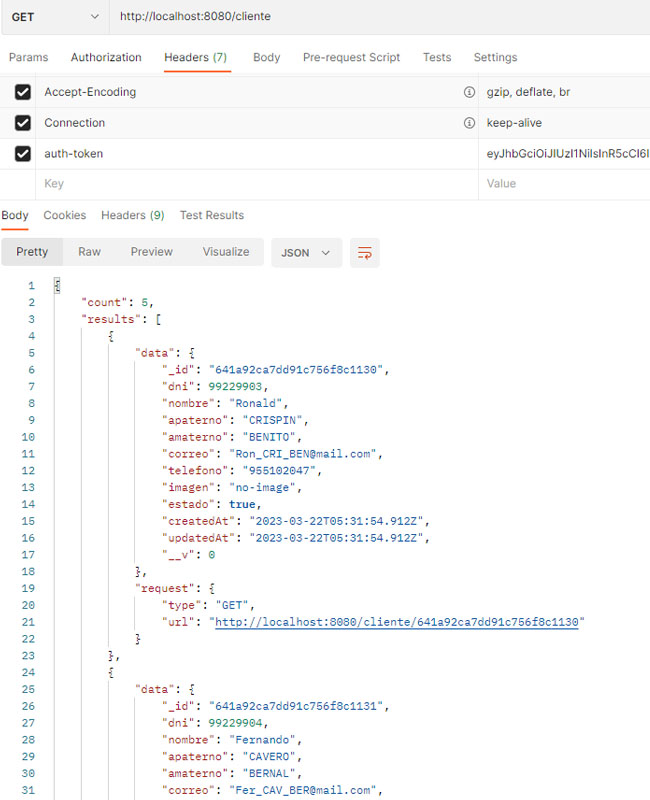 GET http://localhost:8080/cliente
Params Authorization Headers (7) Body Pre-request Script Tests Settings
Accept-Encoding gzip, deflate, br
Connection keep-alive
auth-token
Key Value
Body Cookies Headers (9) Test Results
Pretty Raw Preview Visualize JSON
1 {
2 "count": 5,
3 "results": [
4 {
5 "data": {
6 "_id": "641a92ca7dd91c756f8c1130",
7 "dni": 99229903,
8 "nombre": "Ronald",
9 "apaterno": "CRISPIN",
10 "amaterno": "BENITO",
11 "correo": "Ron_CRI_BEN@mail.com",
12 "telefono": "955102047",
13 "imagen": "no-image",
14 "estado": true,
15 "createdAt": "2023-03-22T05:31:54.912Z",
16 "updatedAt": "2023-03-22T05:31:54.912Z",
17 "__v": 0
18 },
19 "request": {
20 "type": "GET",
21 "url": "http://localhost:8080/cliente/641a92ca7dd91c756f8c1130"
22 }
23 },
24 {
25 "data": {
26 "_id": "641a92ca7dd91c756f8c1131",
27 "dni": 99229904,
28 "nombre": "Fernando",
29 "apaterno": "CAVERO",
30 "amaterno": "BERNAL",
31 "correo": "Fer_CAV_BER@mail.com",